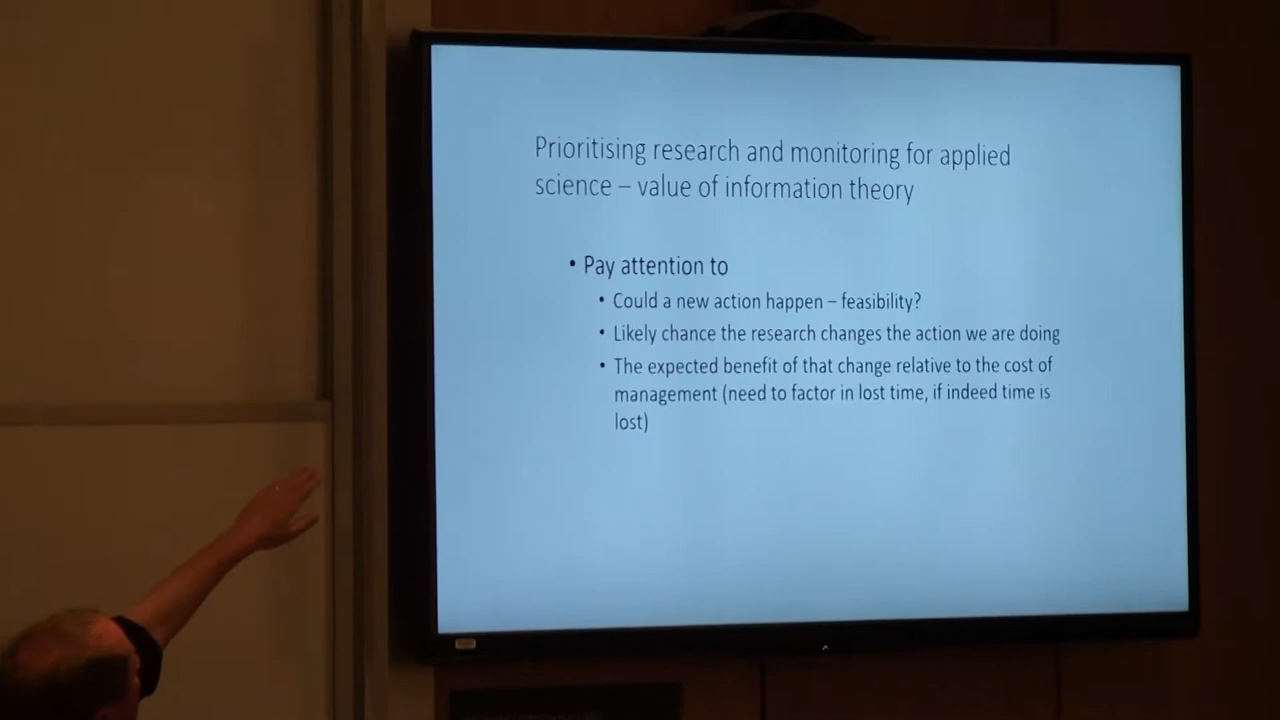 Prioritising research and monitoring for applied
science – value of information theory
• Pay attention to
• Could a new action happen – feasibility?
• Likely chance the research changes the action we are doing
• The expected benefit of that change relative to the cost of
management (need to factor in lost time, if indeed time is
lost)